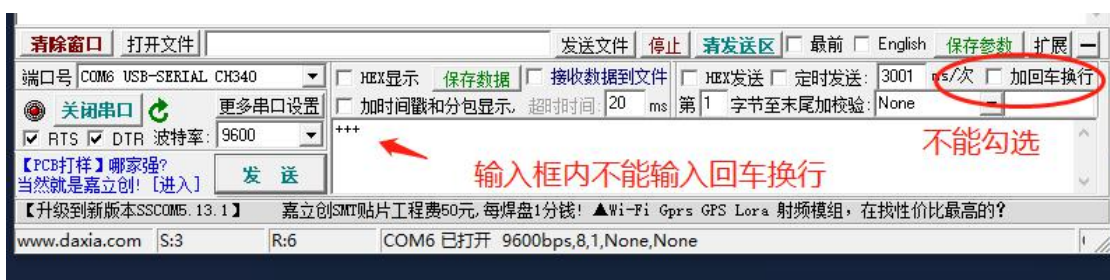 清除窗口 打开文件 发送文件 停止 清发送区 最前 English 保存参数 扩展
端口号 COM6 USB-SERIAL CH340 HEX显示 保存数据 接收数据到文件 HEX发送 定时发送: 3001 ms/次 加回车换行
关闭串口 更多串口设置 加时间戳和分包显示, 超时时间: 20 ms 第 1 字节至末尾加校验: None
RTS DTR 波特率: 9600 +++ 不能勾选
【PCB打样】哪家强?
当然就是嘉立创! [进入] 发 送 输入框内不能输入回车换行
【升级到新版本SSCOM5.13.1】 嘉立创SMT贴片工程费50元,每焊盘1分钱! ▲Wi-Fi Gprs GPS Lora 射频模组,在找性价比最高的?
www.daxia.com S:3 R:6 COM6 已打开 9600bps,8,1,None,None